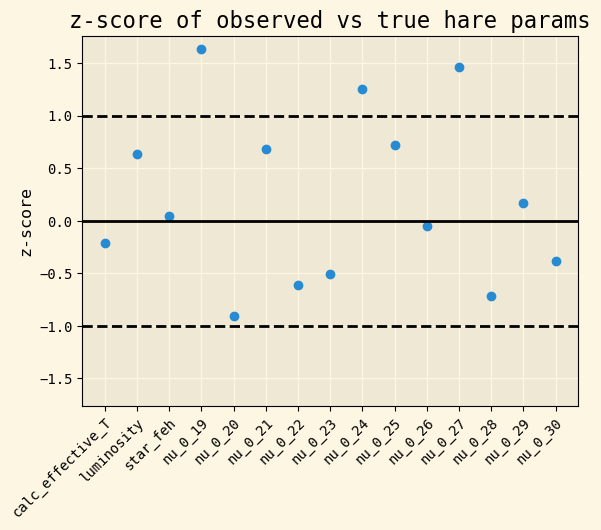 z-score of observed vs true hare params
z-score
1.5
1.0
0.5
0.0
−0.5
−1.0
−1.5
calc_effective_T
luminosity
star_feh
nu_0_19
nu_0_20
nu_0_21
nu_0_22
nu_0_23
nu_0_24
nu_0_25
nu_0_26
nu_0_27
nu_0_28
nu_0_29
nu_0_30